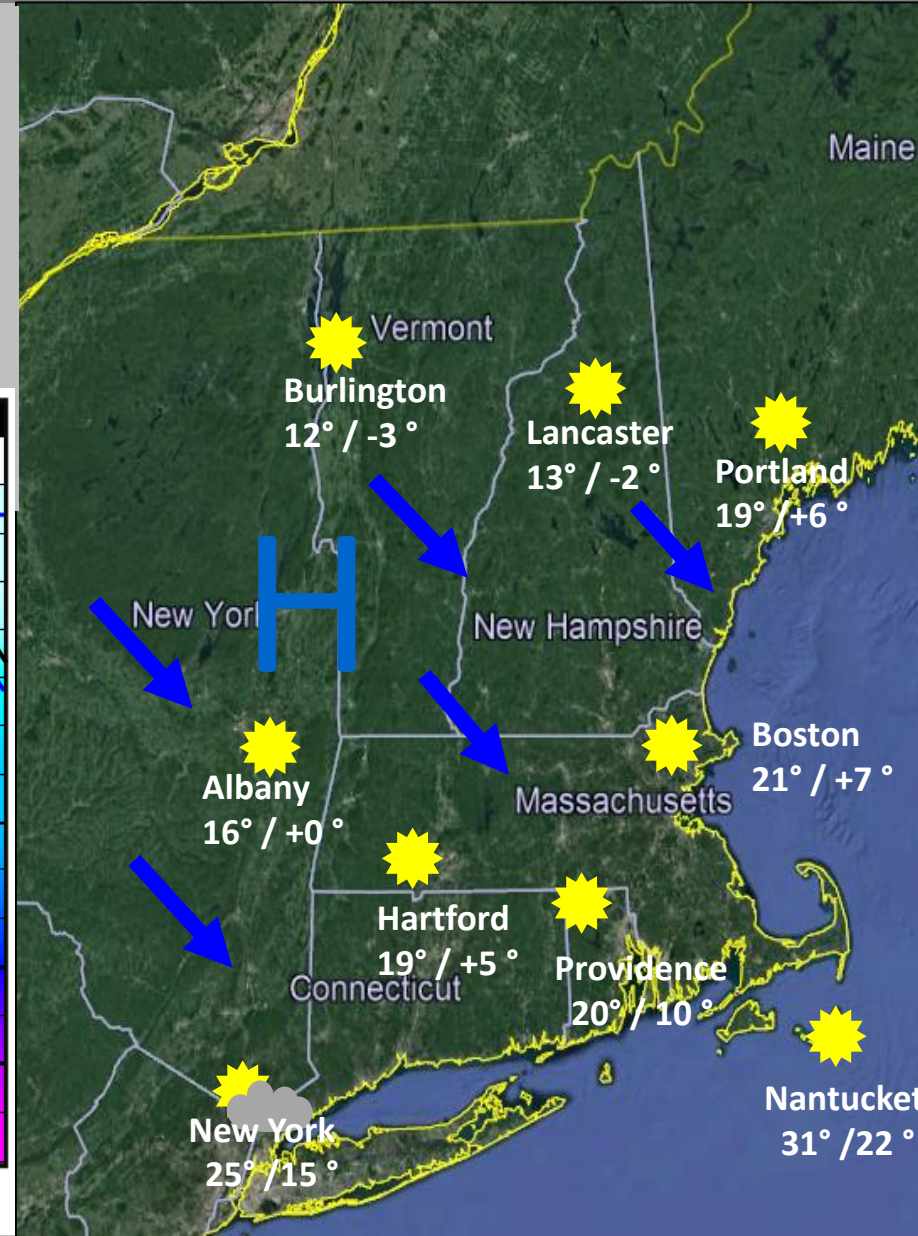 Maine
Vermont
Burlington
12° / -3 °
Lancaster
13° / -2 °
Portland
19° /+6 °
H
New York
New Hampshire
Albany
16° / +0 °
Boston
21° / +7 °
Massachusetts
Hartford
19° / +5 °
Providence
20° / 10 °
Connecticut
Nantucket
31° /22 °
New York
25° /15 °